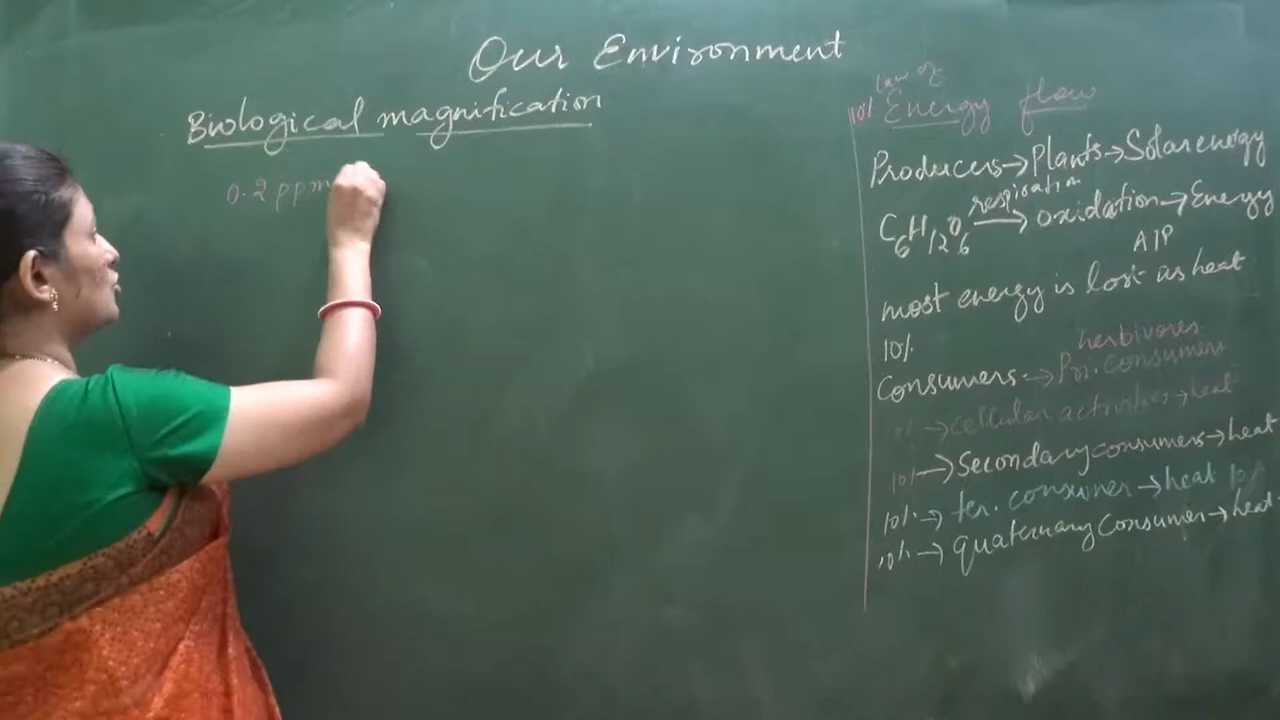 Our Environment
Biological magnification
0.2 ppm
law of
10% Energy flow
Producers→Plants→Solar energy
respiration
C6H12O6 → oxidation→Energy
ATP
most energy is lost as heat
10%
herbivores
Consumers→Pri. Consumers
10% →cellular activities→heat
10%→Secondary consumers→heat
10%→ter. consumer→heat
10%→quaternary Consumer→heat